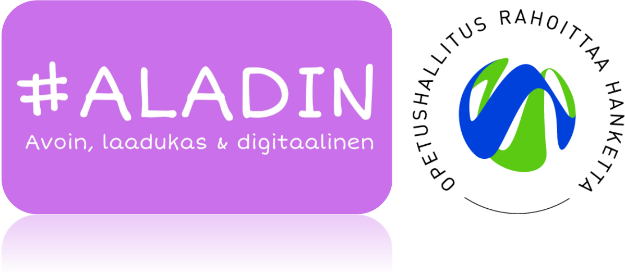 #ALADIN
Avoin, laadukas & digitaalinen
OPETUSHALLITUS RAHOITTAA HANKETTA